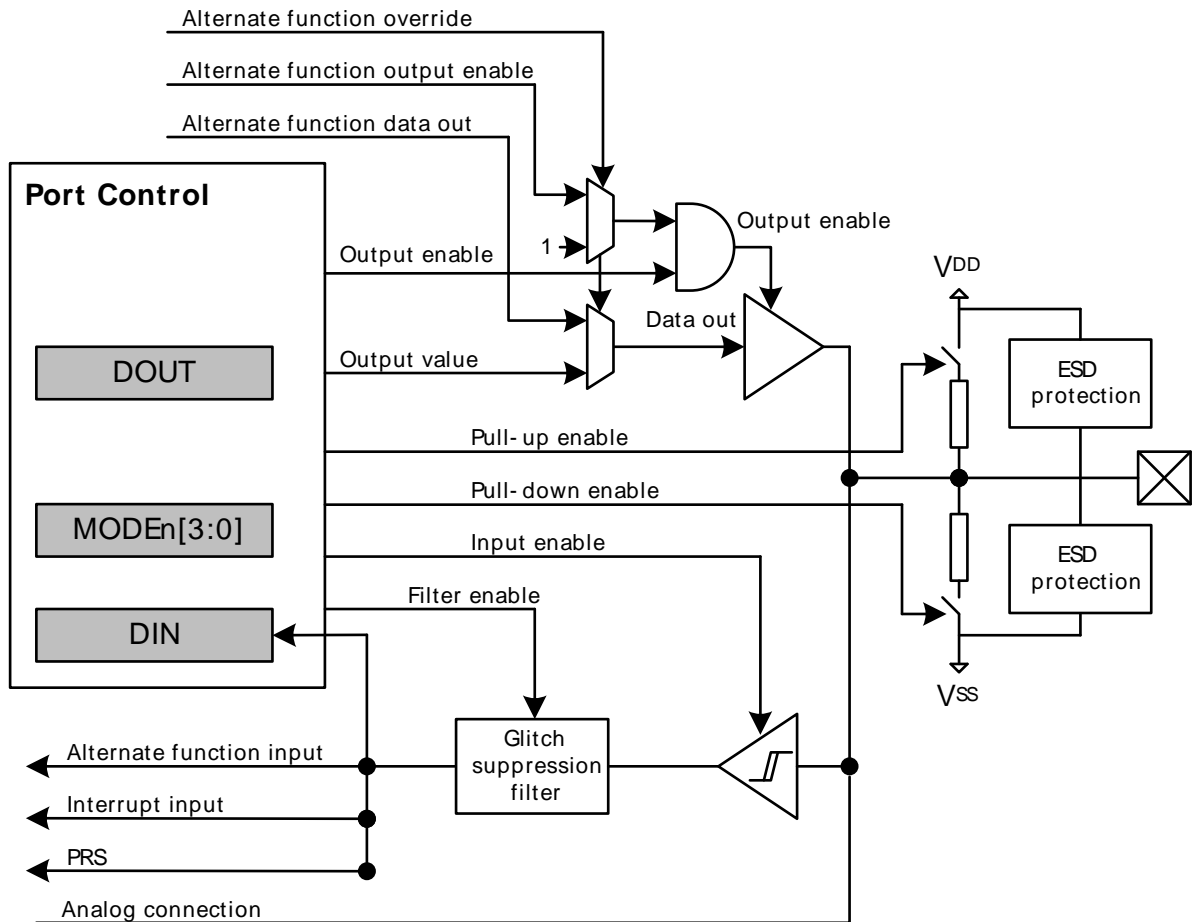 Alternate function override
Alternate function output enable
Alternate function data out
Port Control
Output enable
1
Output enable
VDD
Data out
DOUT
Output value
ESD
protection
Pull-up enable
Pull-down enable
MODEn[3:0]
Input enable
ESD
protection
Filter enable
DIN
VSS
Glitch
suppression
filter
Alternate function input
Interrupt input
PRS
Analog connection